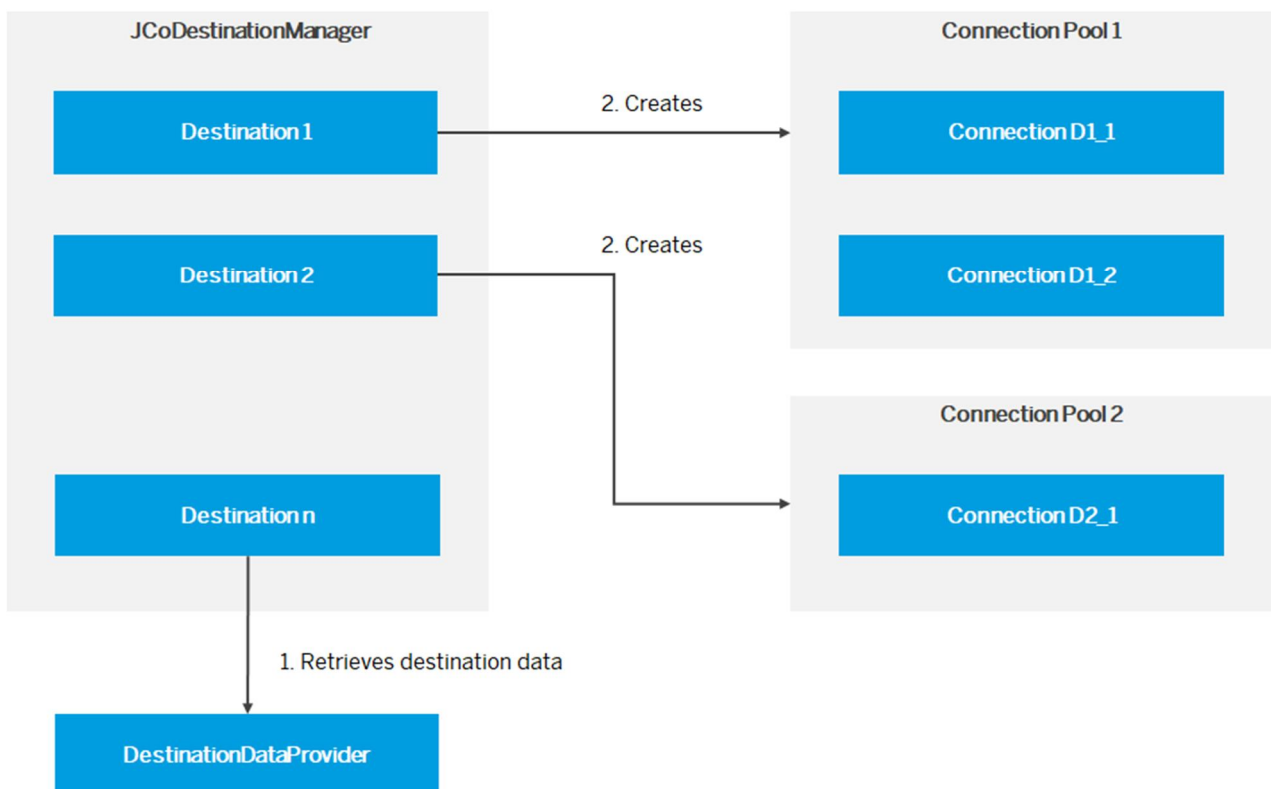 JCoDestinationManager
Connection Pool 1
Destination 1
2. Creates
Connection D1_1
Destination 2
2. Creates
Connection D1_2
Connection Pool 2
Destination n
Connection D2_1
1. Retrieves destination data
DestinationDataProvider